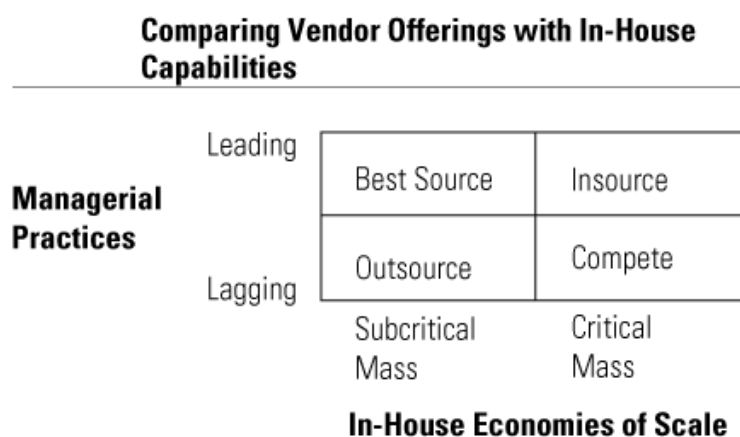 Comparing Vendor Offerings with In-House
Capabilities
Leading
Best Source
Insource
Managerial
Practices
Outsource
Compete
Lagging
Subcritical
Mass
Critical
Mass
In-House Economies of Scale